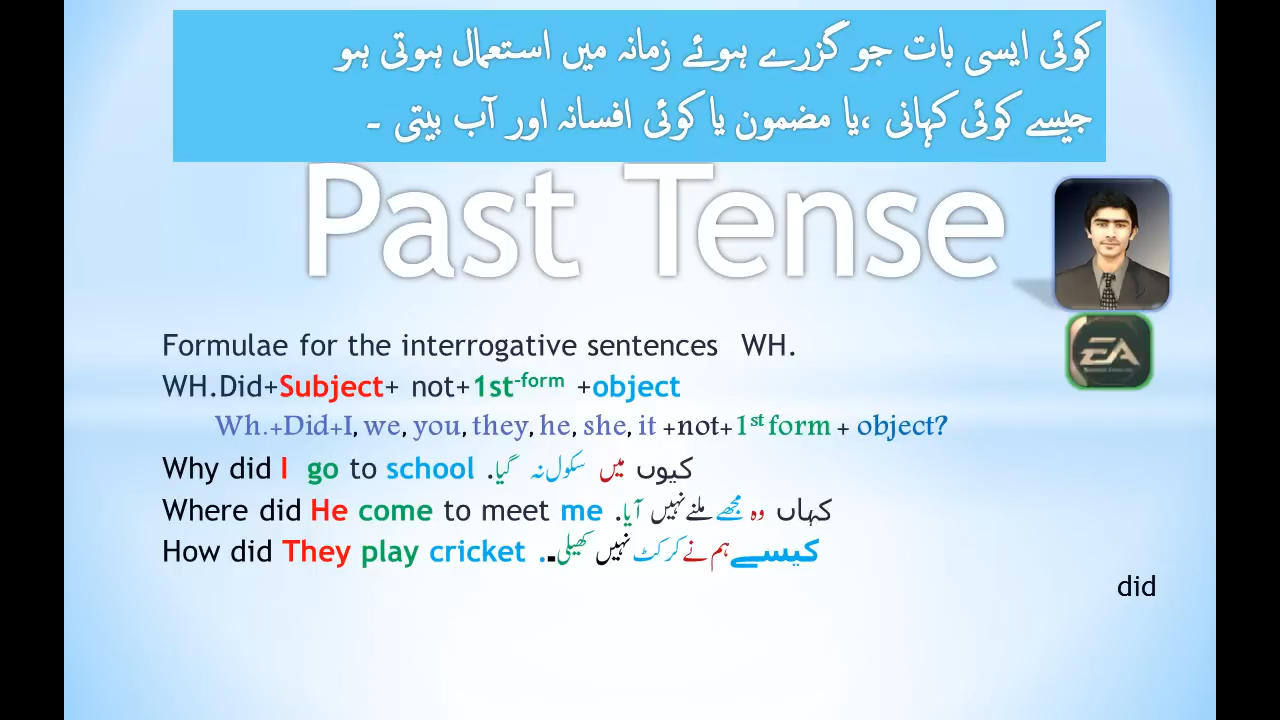 کوئی ایسی بات جو گزرے ہوئے زمانہ میں استعمال ہوتی ہو
جیسے کوئی کہانی ،یا مضمون یا کوئی افسانہ اور آپ بیتی ۔
Past Tense
EA
Formulae for the interrogative sentences WH.
WH.Did+Subject+ not+1st-form +object
Wh.+Did+I, we, you, they, he, she, it +not+1st form + object?
Why did I go to school .کیوں میں سکول نہ گیا
Where did He come to meet me .کہاں وہ مجھے ملنے نہیں آیا
How did They play cricket .کیسے ہم نے کرکٹ نہیں کھیلی۔
did